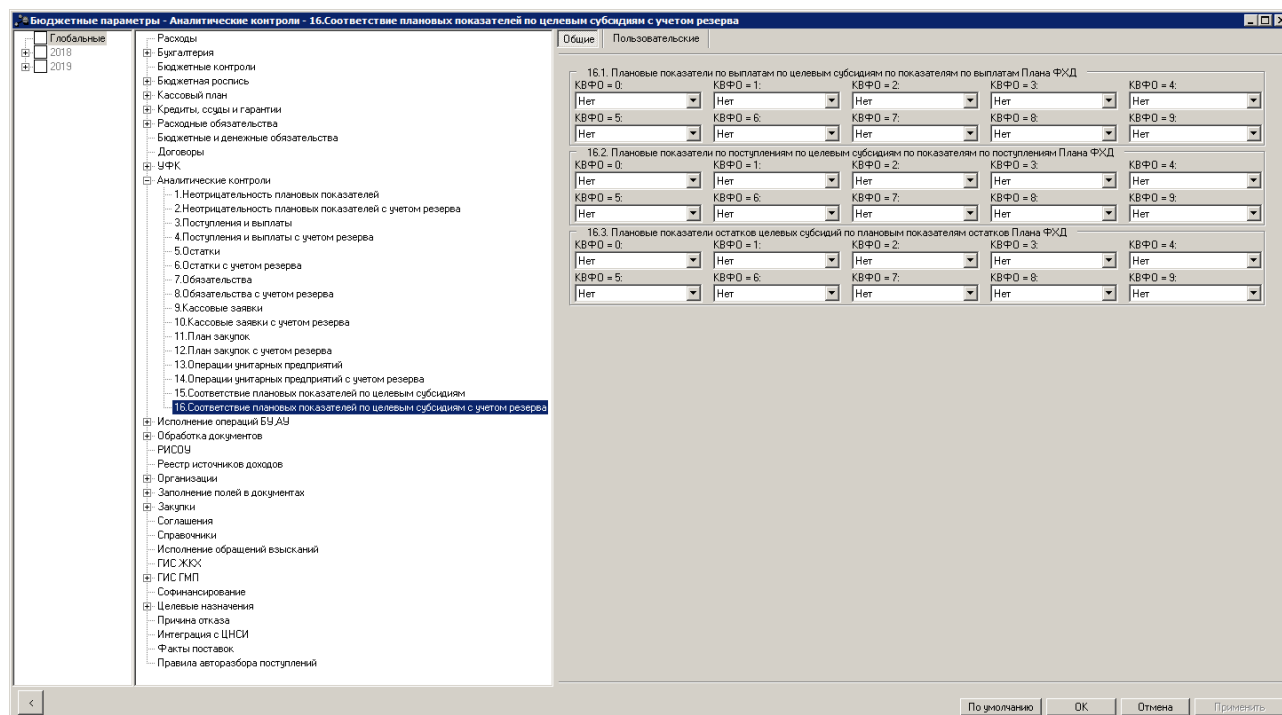 Бюджетные параметры - Аналитические контроли - 16.Соответствие плановых показателей по целевым субсидиям с учетом резерва
Глобальные
2018
2019
Расходы
Бухгалтерия
Бюджетные контроли
Бюджетная роспись
Кассовый план
Кредиты, ссуды и гарантии
Расходные обязательства
Бюджетные и денежные обязательства
Договоры
УФК
Аналитические контроли
1.Неотрицательность плановых показателей
2.Неотрицательность плановых показателей с учетом резерва
3.Поступления и выплаты
4.Поступления и выплаты с учетом резерва
5.Остатки
6.Остатки с учетом резерва
7.Обязательства
8.Обязательства с учетом резерва
9.Кассовые заявки
10.Кассовые заявки с учетом резерва
11.План закупок
12.План закупок с учетом резерва
13.Операции унитарных предприятий
14.Операции унитарных предприятий с учетом резерва
15.Соответствие плановых показателей по целевым субсидиям
16.Соответствие плановых показателей по целевым субсидиям с учетом резерва
Исполнение операций БУ,АУ
Обработка документов
РИСОУ
Реестр источников доходов
Организации
Заполнение полей в документах
Закупки
Соглашения
Справочники
Исполнение обращений взысканий
ГИС ЖКХ
ГИС ГМП
Софинансирование
Целевые назначения
Причина отказа
Интеграция с ЦНСИ
Факты поставок
Правила авторазбора поступлений
Общие Пользовательские
16.1. Плановые показатели по выплатам по целевым субсидиям по показателям по выплатам Плана ФХД
КВФО = 0: КВФО = 1: КВФО = 2: КВФО = 3: КВФО = 4:
Нет Нет Нет Нет Нет
КВФО = 5: КВФО = 6: КВФО = 7: КВФО = 8: КВФО = 9:
Нет Нет Нет Нет Нет
16.2. Плановые показатели по поступлениям по целевым субсидиям по показателям по поступлениям Плана ФХД
КВФО = 0: КВФО = 1: КВФО = 2: КВФО = 3: КВФО = 4:
Нет Нет Нет Нет Нет
КВФО = 5: КВФО = 6: КВФО = 7: КВФО = 8: КВФО = 9:
Нет Нет Нет Нет Нет
16.3. Плановые показатели остатков целевых субсидий по плановым показателям остатков Плана ФХД
КВФО = 0: КВФО = 1: КВФО = 2: КВФО = 3: КВФО = 4:
Нет Нет Нет Нет Нет
КВФО = 5: КВФО = 6: КВФО = 7: КВФО = 8: КВФО = 9:
Нет Нет Нет Нет Нет
< По умолчанию OK Отмена Применить